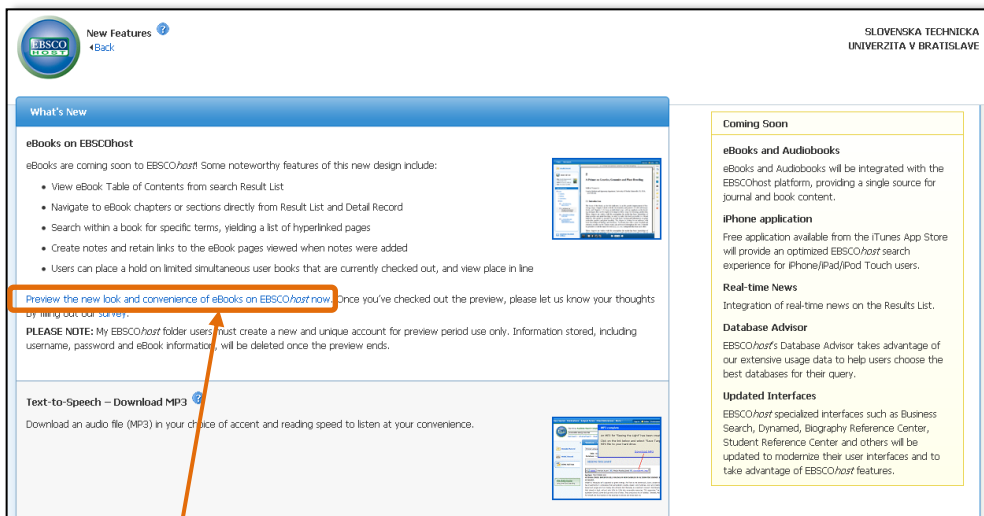 EBSCO
HOST
New Features ?
Back
SLOVENSKA TECHNICKA
UNIVERZITA V BRATISLAVE
What's New
eBooks on EBSCOhost
eBooks are coming soon to EBSCOhost! Some noteworthy features of this new design include:
• View eBook Table of Contents from search Result List
• Navigate to eBook chapters or sections directly from Result List and Detail Record
• Search within a book for specific terms, yielding a list of hyperlinked pages
• Create notes and retain links to the eBook pages viewed when notes were added
• Users can place a hold on limited simultaneous user books that are currently checked out, and view place in line
Preview the new look and convenience of eBooks on EBSCOhost now. Once you've checked out the preview, please let us know your thoughts
by filling out our survey.
PLEASE NOTE: My EBSCOhost folder users must create a new and unique account for preview period use only. Information stored, including
username, password and eBook information, will be deleted once the preview ends.
Text-to-Speech – Download MP3 ?
Download an audio file (MP3) in your choice of accent and reading speed to listen at your convenience.
Coming Soon
eBooks and Audiobooks
eBooks and Audiobooks will be integrated with the
EBSCOhost platform, providing a single source for
journal and book content.
iPhone application
Free application available from the iTunes App Store
will provide an optimized EBSCOhost search
experience for iPhone/iPad/iPod Touch users.
Real-time News
Integration of real-time news on the Results List.
Database Advisor
EBSCOhost's Database Advisor takes advantage of
our extensive usage data to help users choose the
best databases for their query.
Updated Interfaces
EBSCOhost specialized interfaces such as Business
Search, Dynamed, Biography Reference Center,
Student Reference Center and others will be
updated to modernize their user interfaces and to
take advantage of EBSCOhost features.